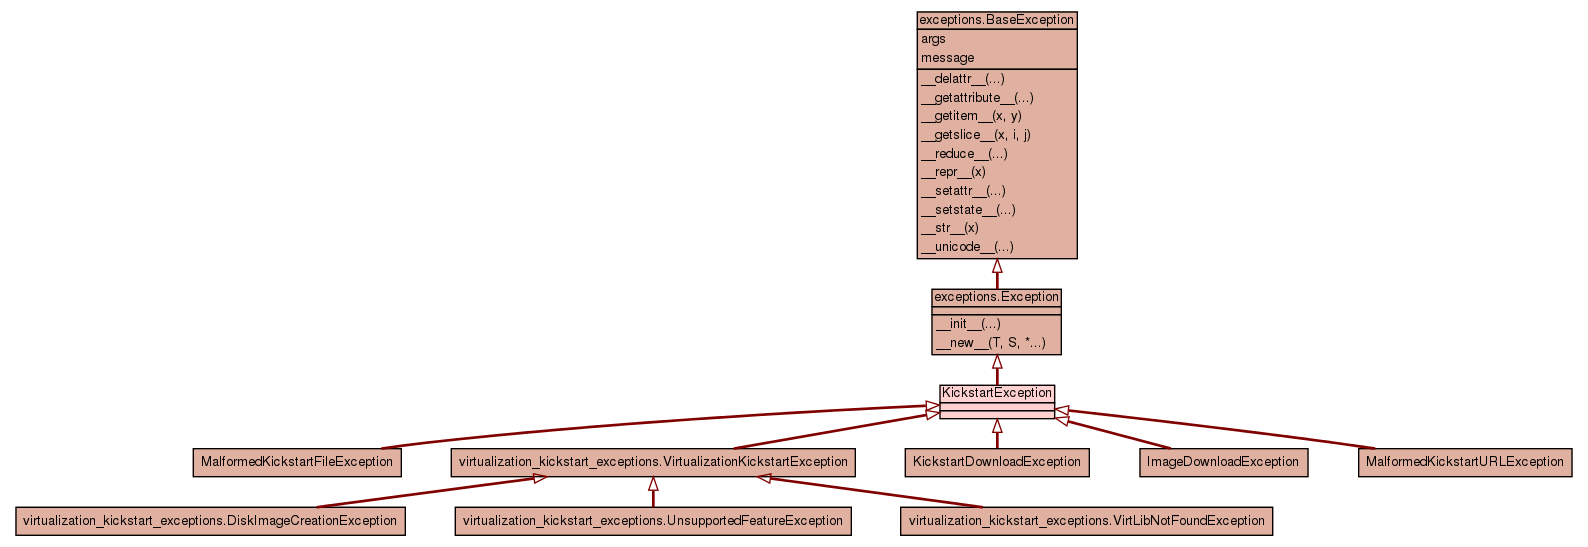 exceptions.BaseException
args
message
__delattr__(...)
__getattribute__(...)
__getitem__(x, y)
__getslice__(x, i, j)
__reduce__(...)
__repr__(x)
__setattr__(...)
__setstate__(...)
__str__(x)
__unicode__(...)
exceptions.Exception
__init__(...)
__new__(T, S, *...)
KickstartException
MalformedKickstartFileException
virtualization_kickstart_exceptions.VirtualizationKickstartException
KickstartDownloadException
ImageDownloadException
MalformedKickstartURLException
virtualization_kickstart_exceptions.DiskImageCreationException
virtualization_kickstart_exceptions.UnsupportedFeatureException
virtualization_kickstart_exceptions.VirtLibNotFoundException